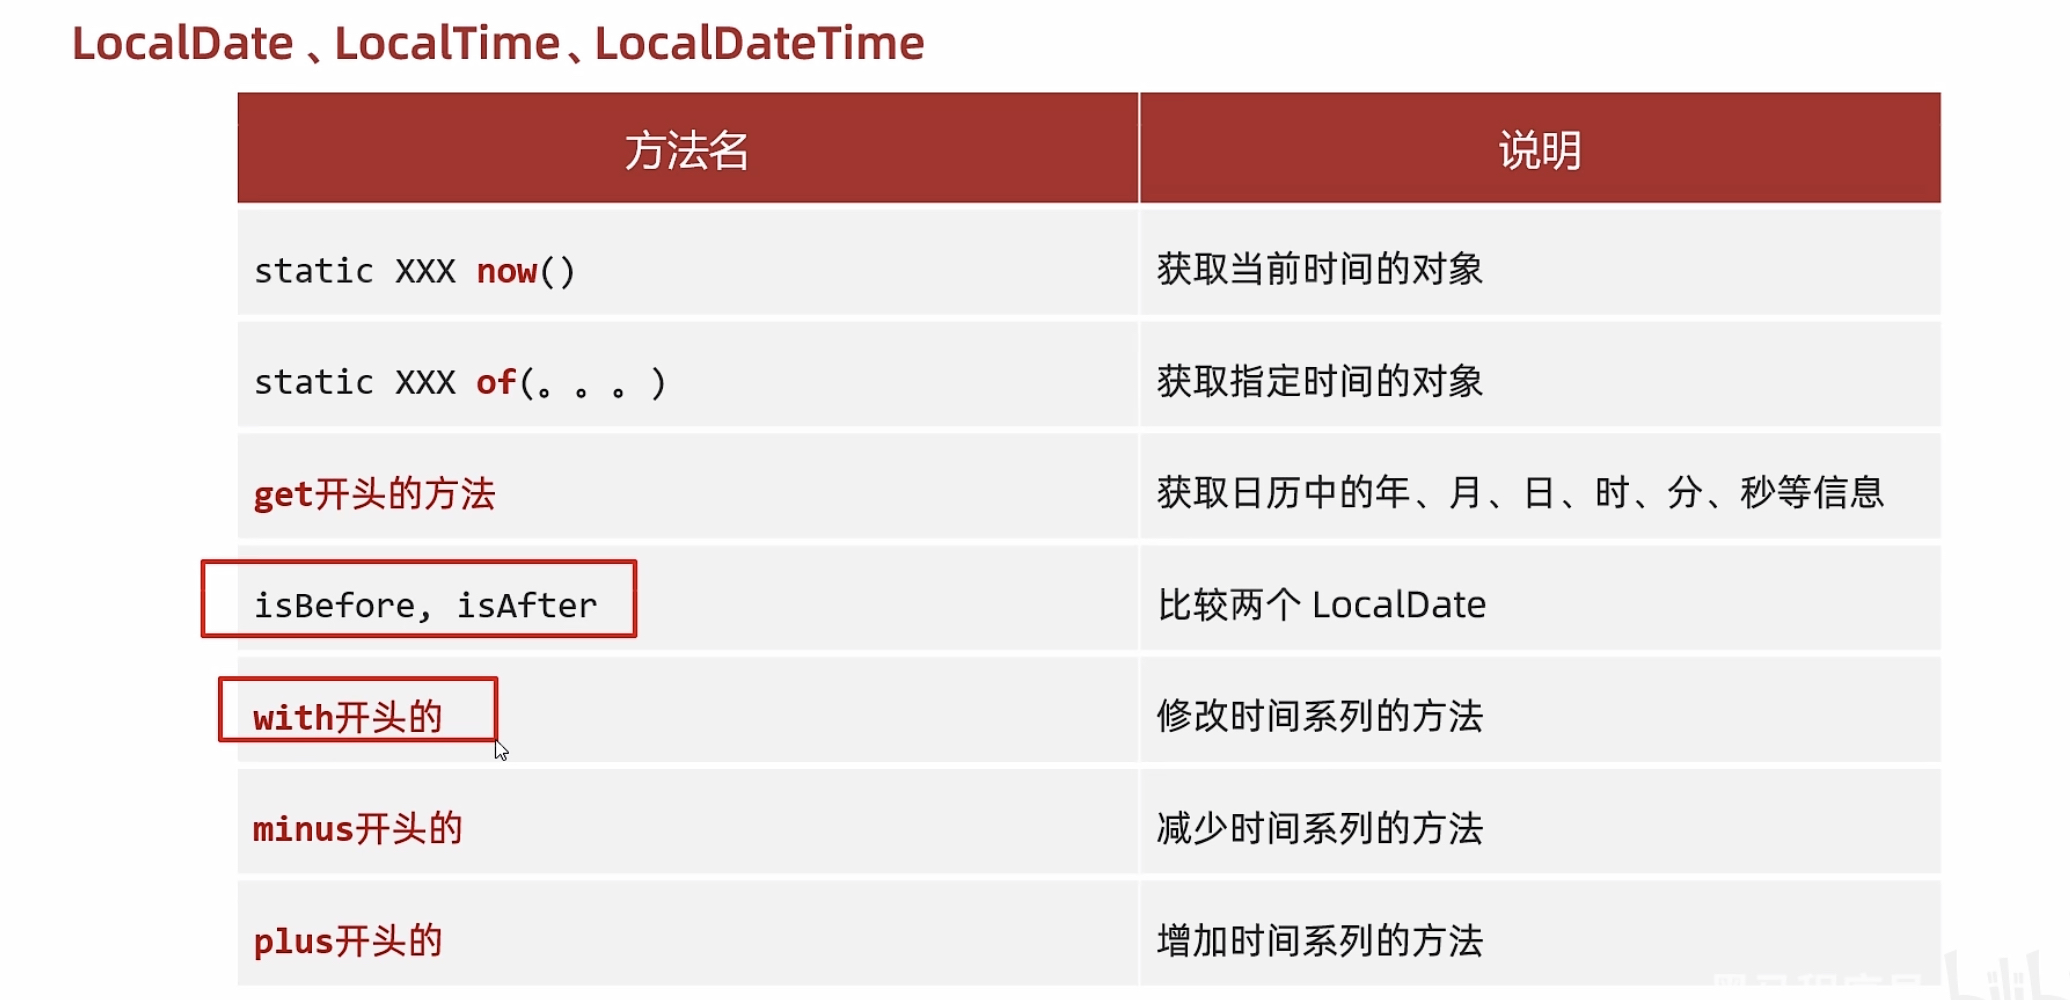 LocalDate 、LocalTime、LocalDateTime
方法名 说明
static XXX now() 获取当前时间的对象
static XXX of(。。。) 获取指定时间的对象
get开头的方法 获取日历中的年、月、日、时、分、秒等信息
isBefore, isAfter 比较两个 LocalDate
with开头的 修改时间系列的方法
minus开头的 减少时间系列的方法
plus开头的 增加时间系列的方法